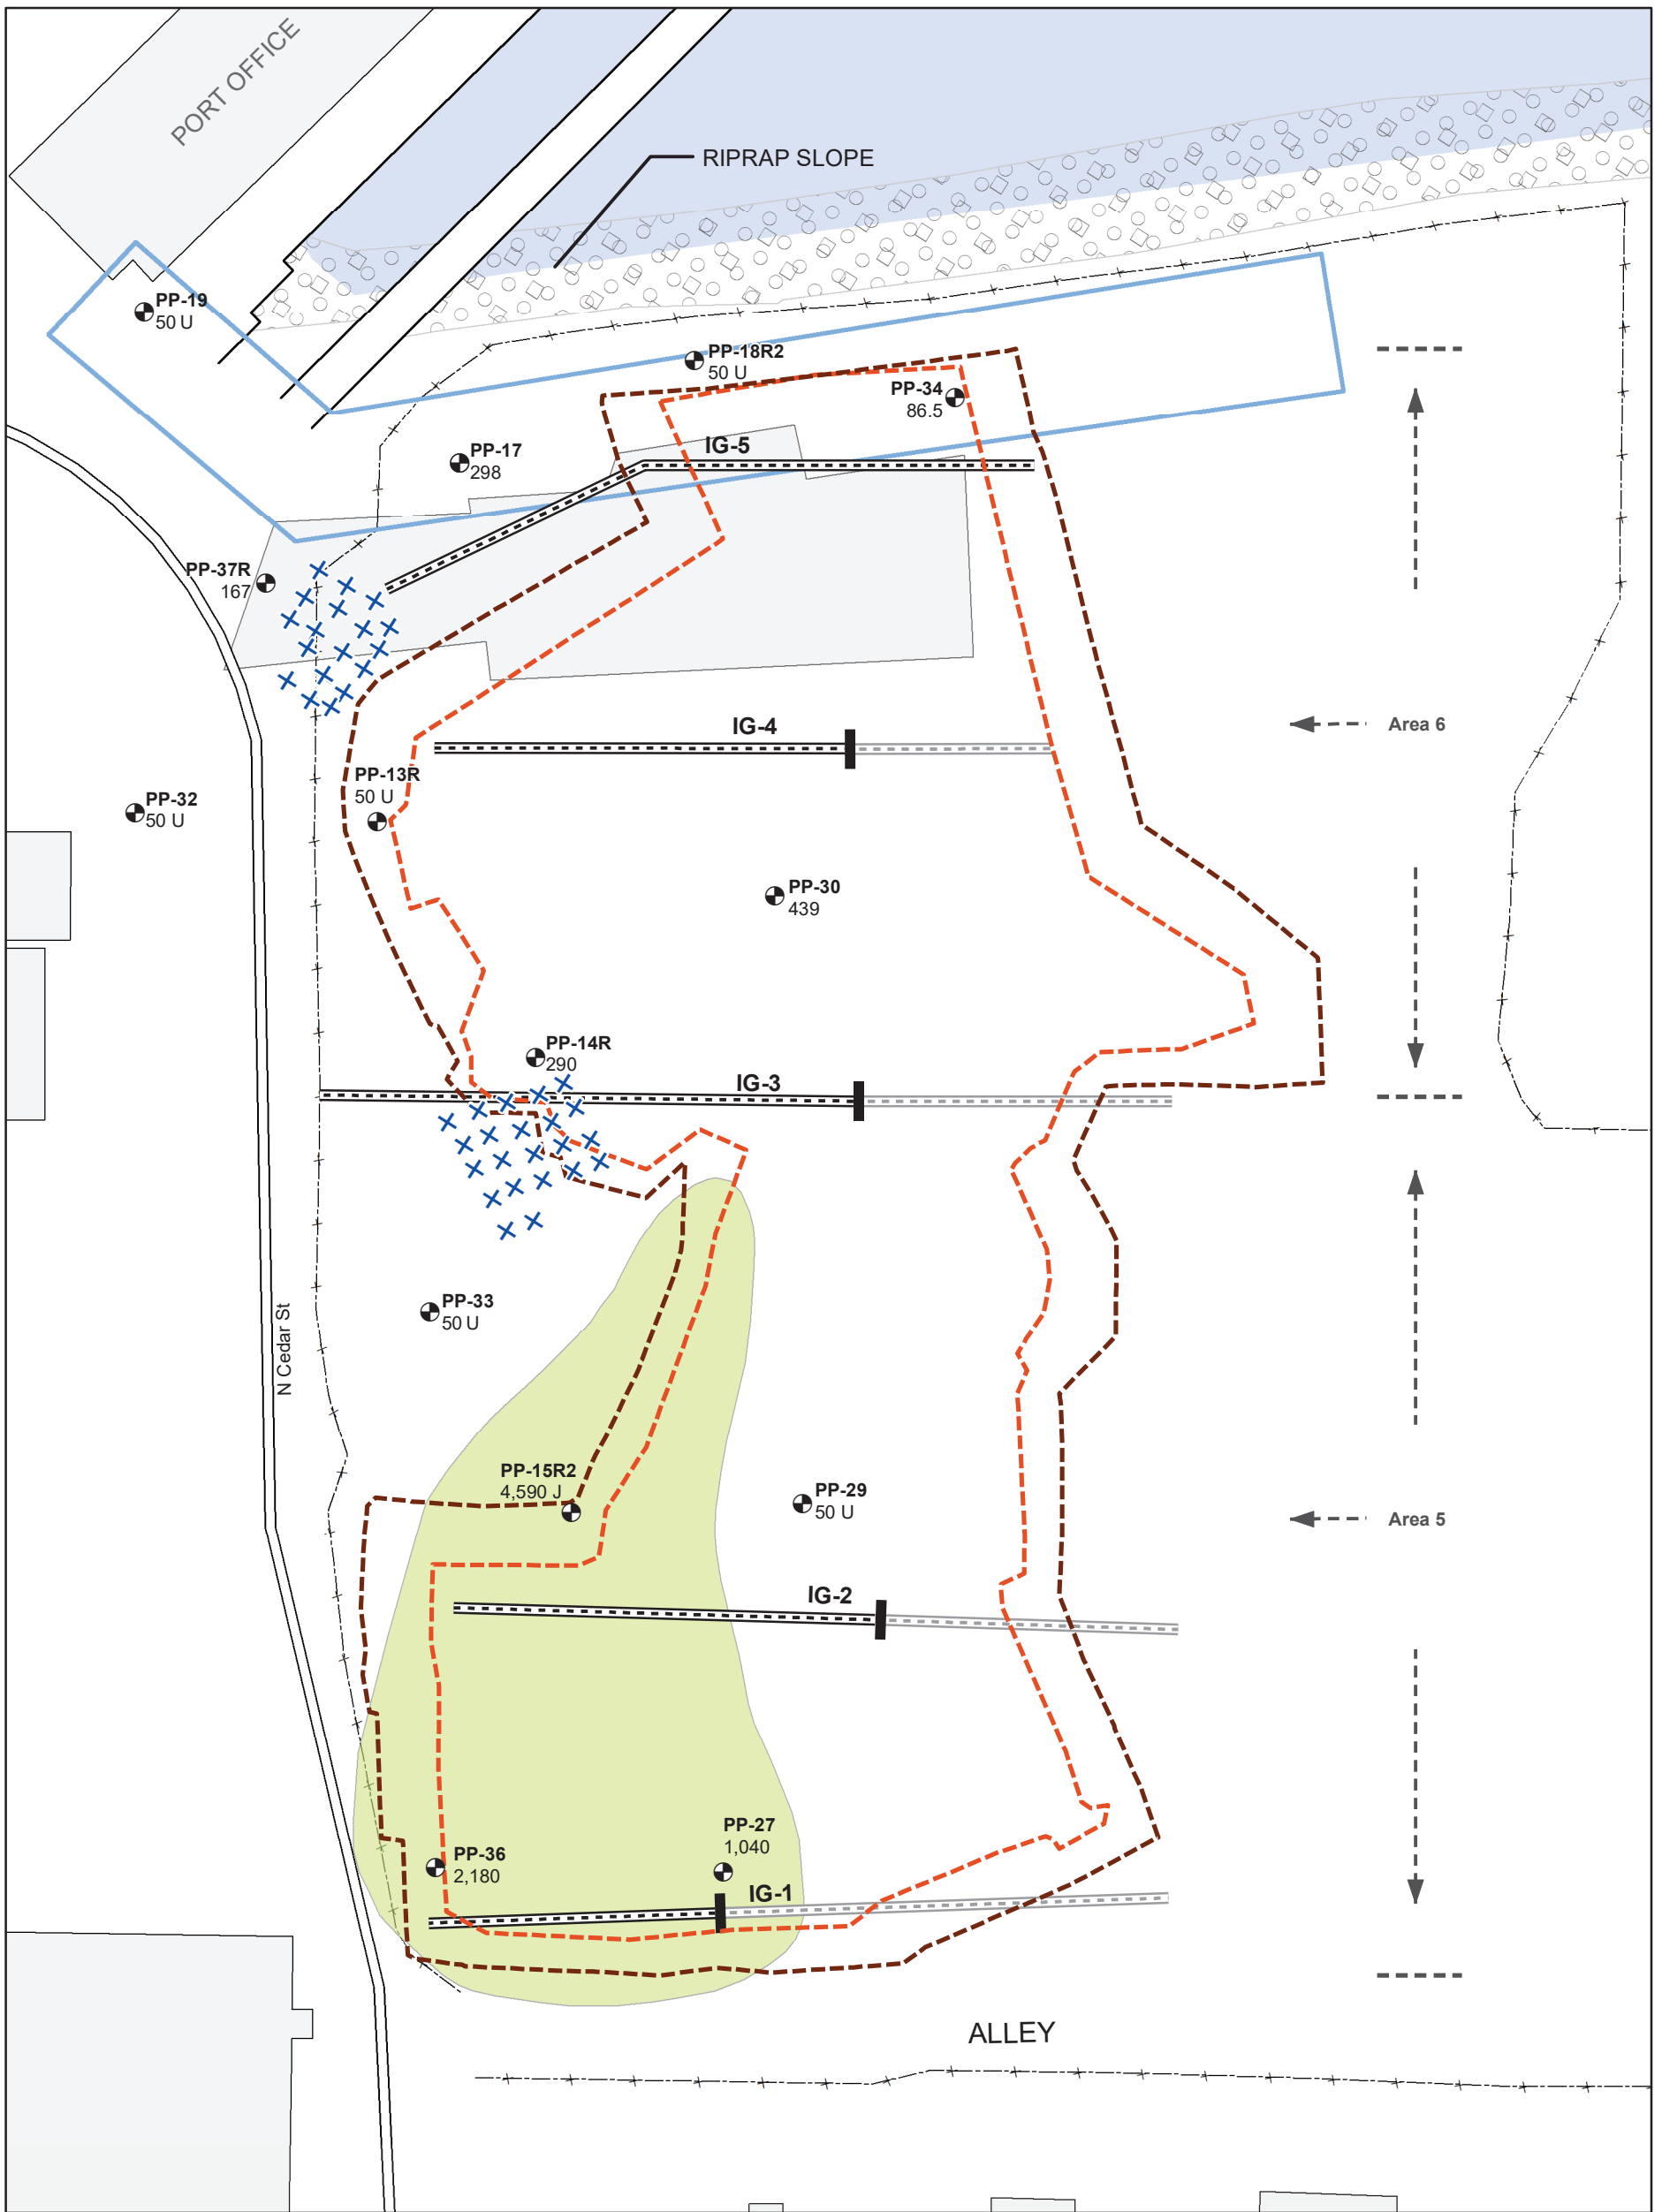 PORT OFFICE
RIPRAP SLOPE
PP-19
50 U
PP-18R2
50 U
PP-34
86.5
IG-5
PP-17
298
PP-37R
167
IG-4
Area 6
PP-13R
50 U
PP-32
50 U
PP-30
439
PP-14R
290
IG-3
PP-33
50 U
N Cedar St
PP-15R2
4,590 J
PP-29
50 U
Area 5
IG-2
PP-27
1,040
PP-36
2,180
IG-1
ALLEY